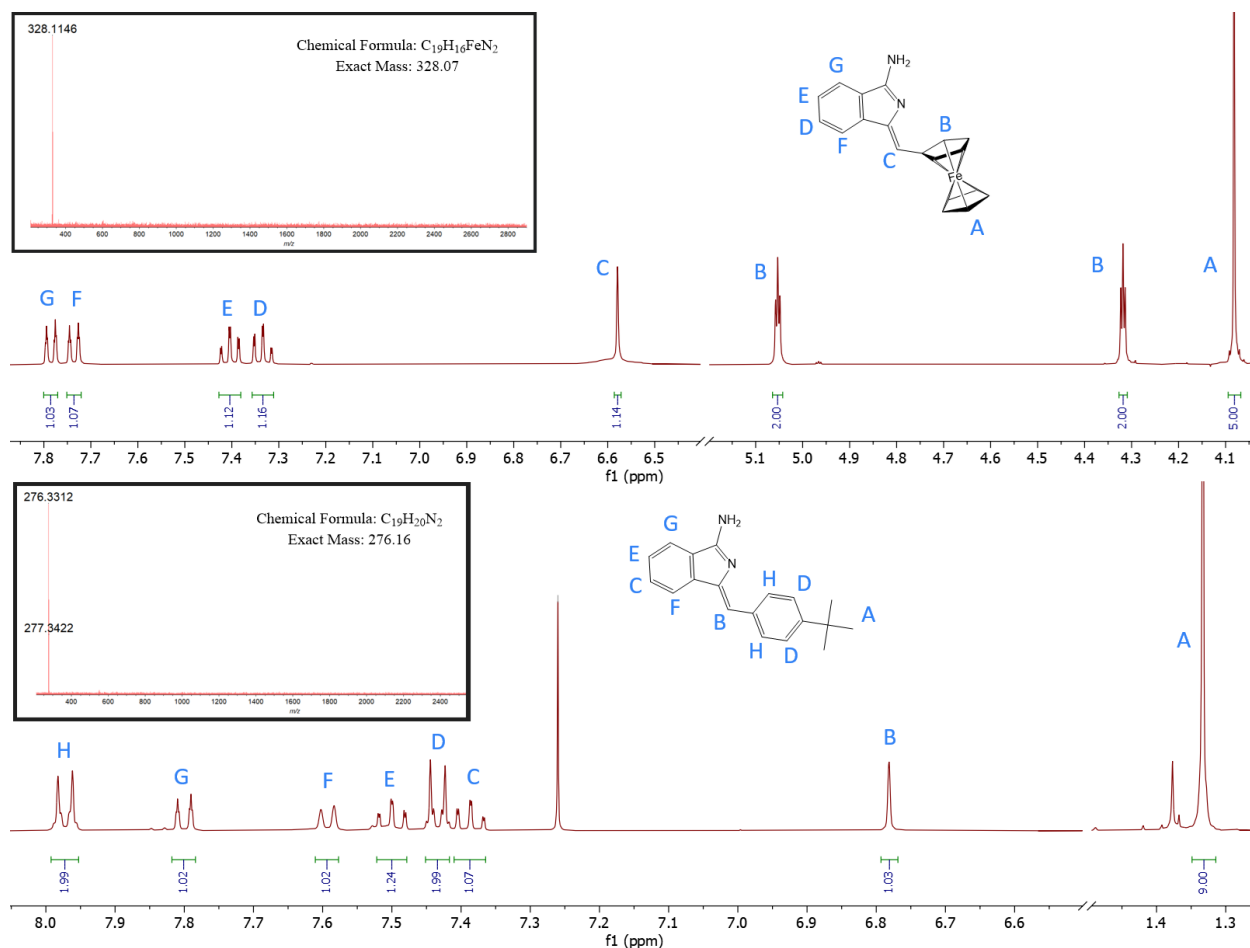 328.1146
Chemical Formula: C₁₉H₁₆FeN₂
Exact Mass: 328.07
400 600 800 1000 1200 1400 1600 1800 2000 2200 2400 2600 2800
m/z
NH₂
G
E
N
B
D
F
C
Fe
A
G F E D C B B A
1.03 1.07 1.12 1.16 1.14 2.00 2.00 5.00
7.8 7.7 7.6 7.5 7.4 7.3 7.2 7.1 7.0 6.9 6.8 6.7 6.6 6.5 5.1 5.0 4.9 4.8 4.7 4.6 4.5 4.4 4.3 4.2 4.1
f1 (ppm)
276.3312
Chemical Formula: C₁₉H₂₀N₂
Exact Mass: 276.16
277.3422
400 600 800 1000 1200 1400 1600 1800 2000 2200 2400
m/z
NH₂
G
E
N
H
D
C
F
B
A
H
D
H G F E D C B A
1.99 1.02 1.02 1.24 1.99 1.07 1.03 9.00
8.0 7.9 7.8 7.7 7.6 7.5 7.4 7.3 7.2 7.1 7.0 6.9 6.8 6.7 6.6 1.4 1.3
f1 (ppm)